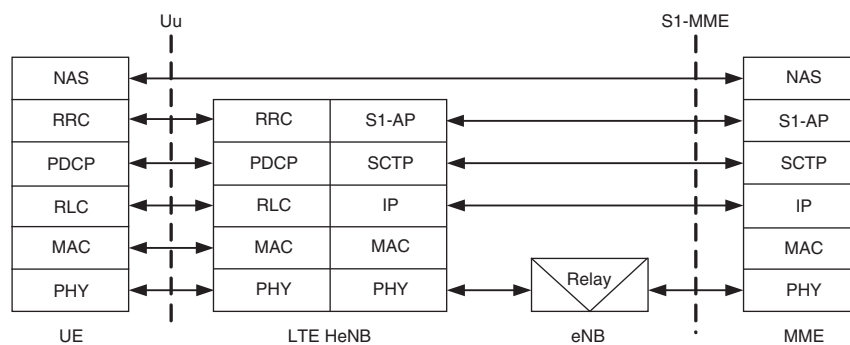 Uu S1-MME
NAS NAS
RRC RRC S1-AP S1-AP
PDCP PDCP SCTP SCTP
RLC RLC IP IP
MAC MAC MAC MAC
PHY PHY PHY Relay PHY
UE LTE HeNB eNB MME